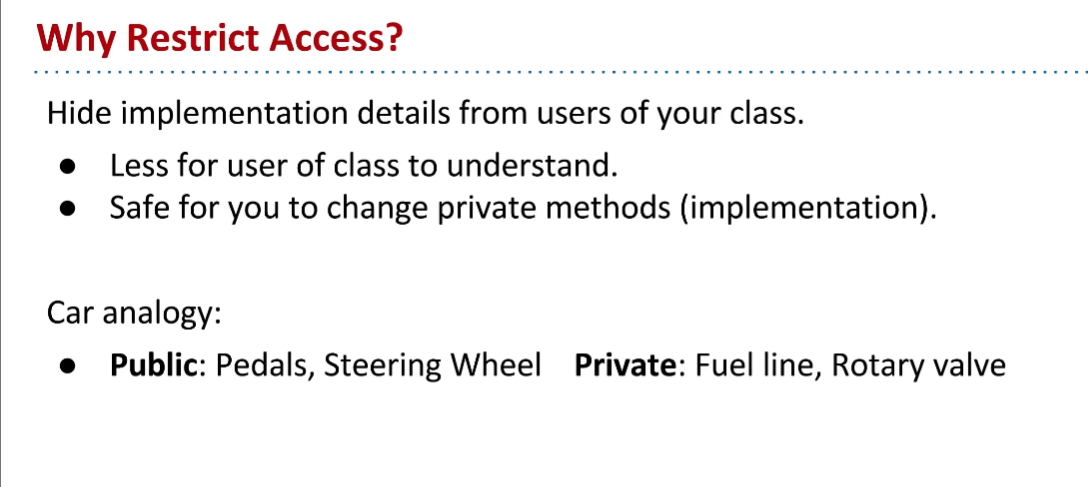 Why Restrict Access?
Hide implementation details from users of your class.
● Less for user of class to understand.
● Safe for you to change private methods (implementation).
Car analogy:
● Public: Pedals, Steering Wheel Private: Fuel line, Rotary valve